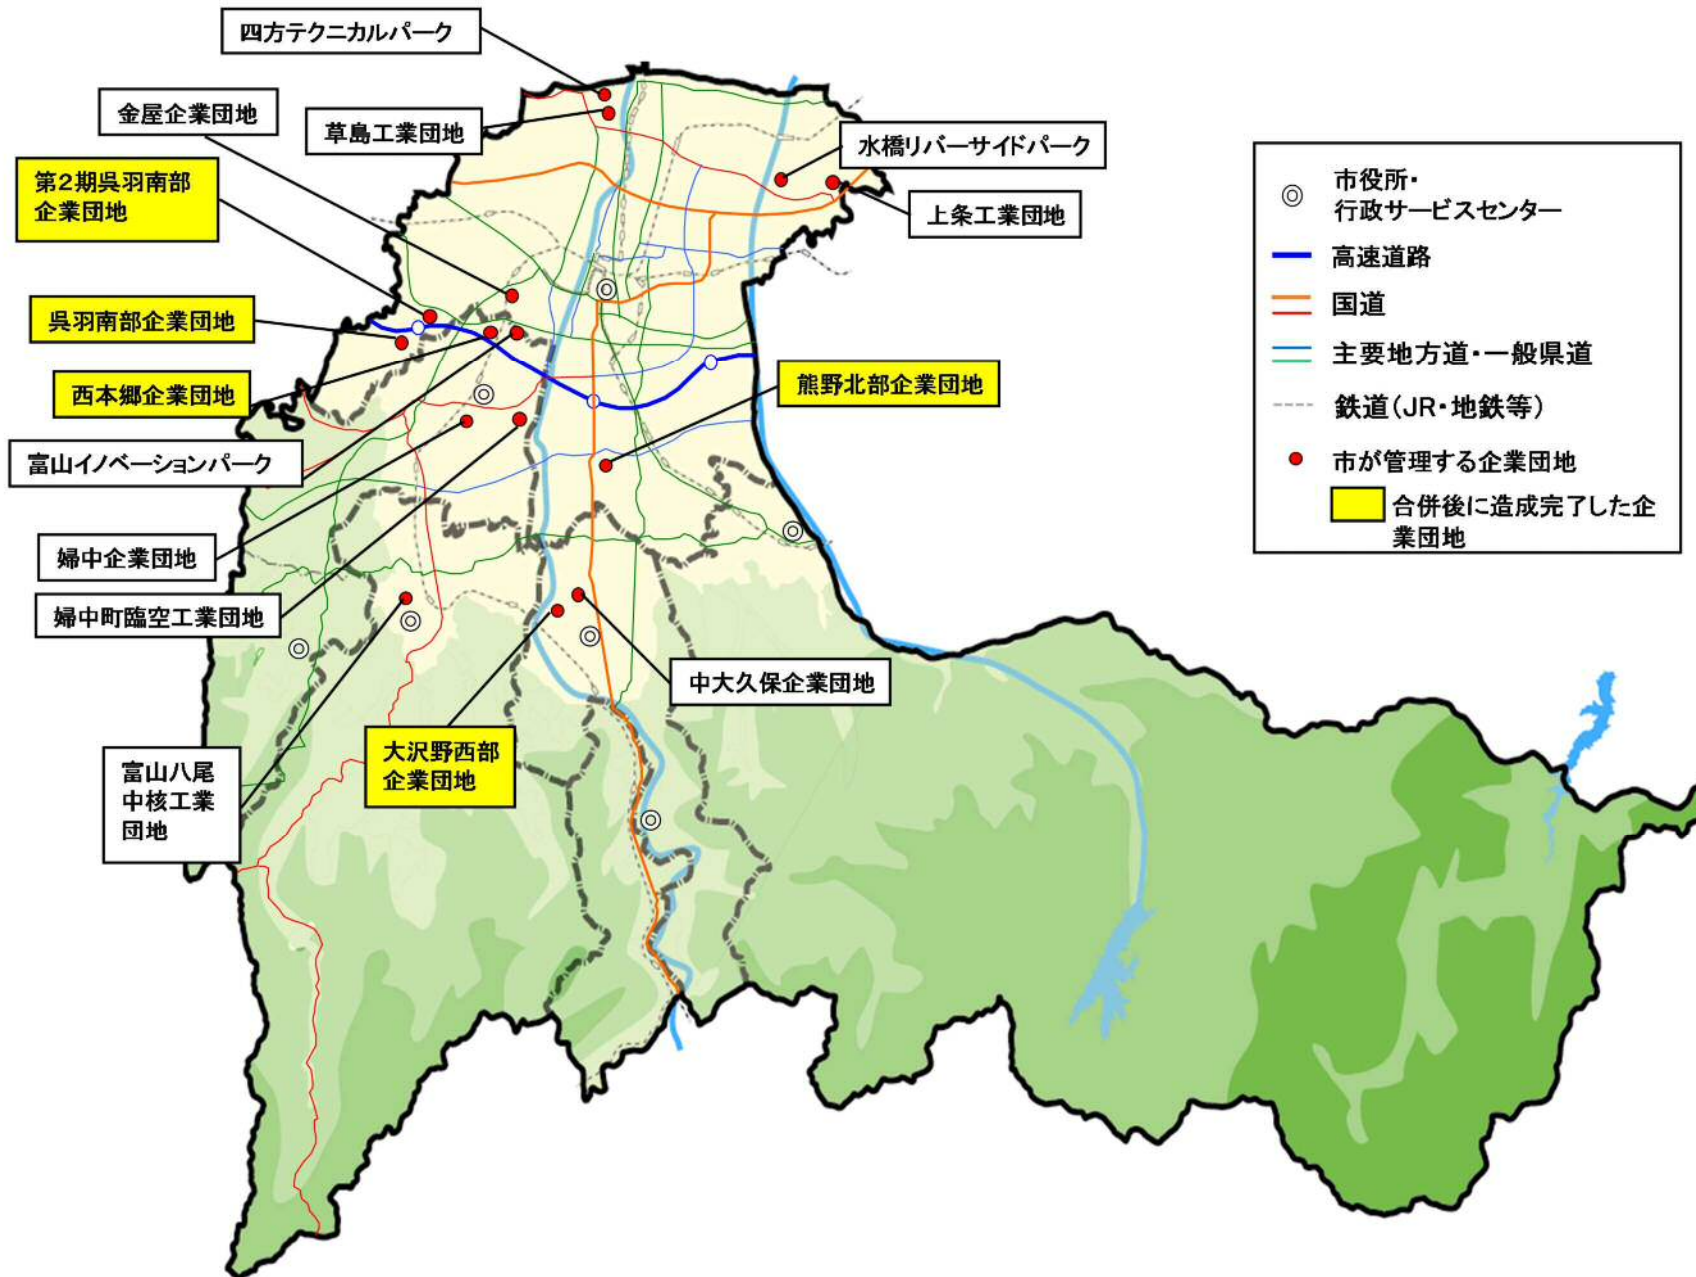 四方テクニカルパーク
金屋企業団地
草島工業団地
水橋リバーサイドパーク
第2期呉羽南部
企業団地
上条工業団地
呉羽南部企業団地
西本郷企業団地
熊野北部企業団地
富山イノベーションパーク
婦中企業団地
婦中町臨空工業団地
中大久保企業団地
大沢野西部
企業団地
富山八尾
中核工業
団地
市役所・
行政サービスセンター
高速道路
国道
主要地方道・一般県道
鉄道(JR・地鉄等)
市が管理する企業団地
合併後に造成完了した企
業団地